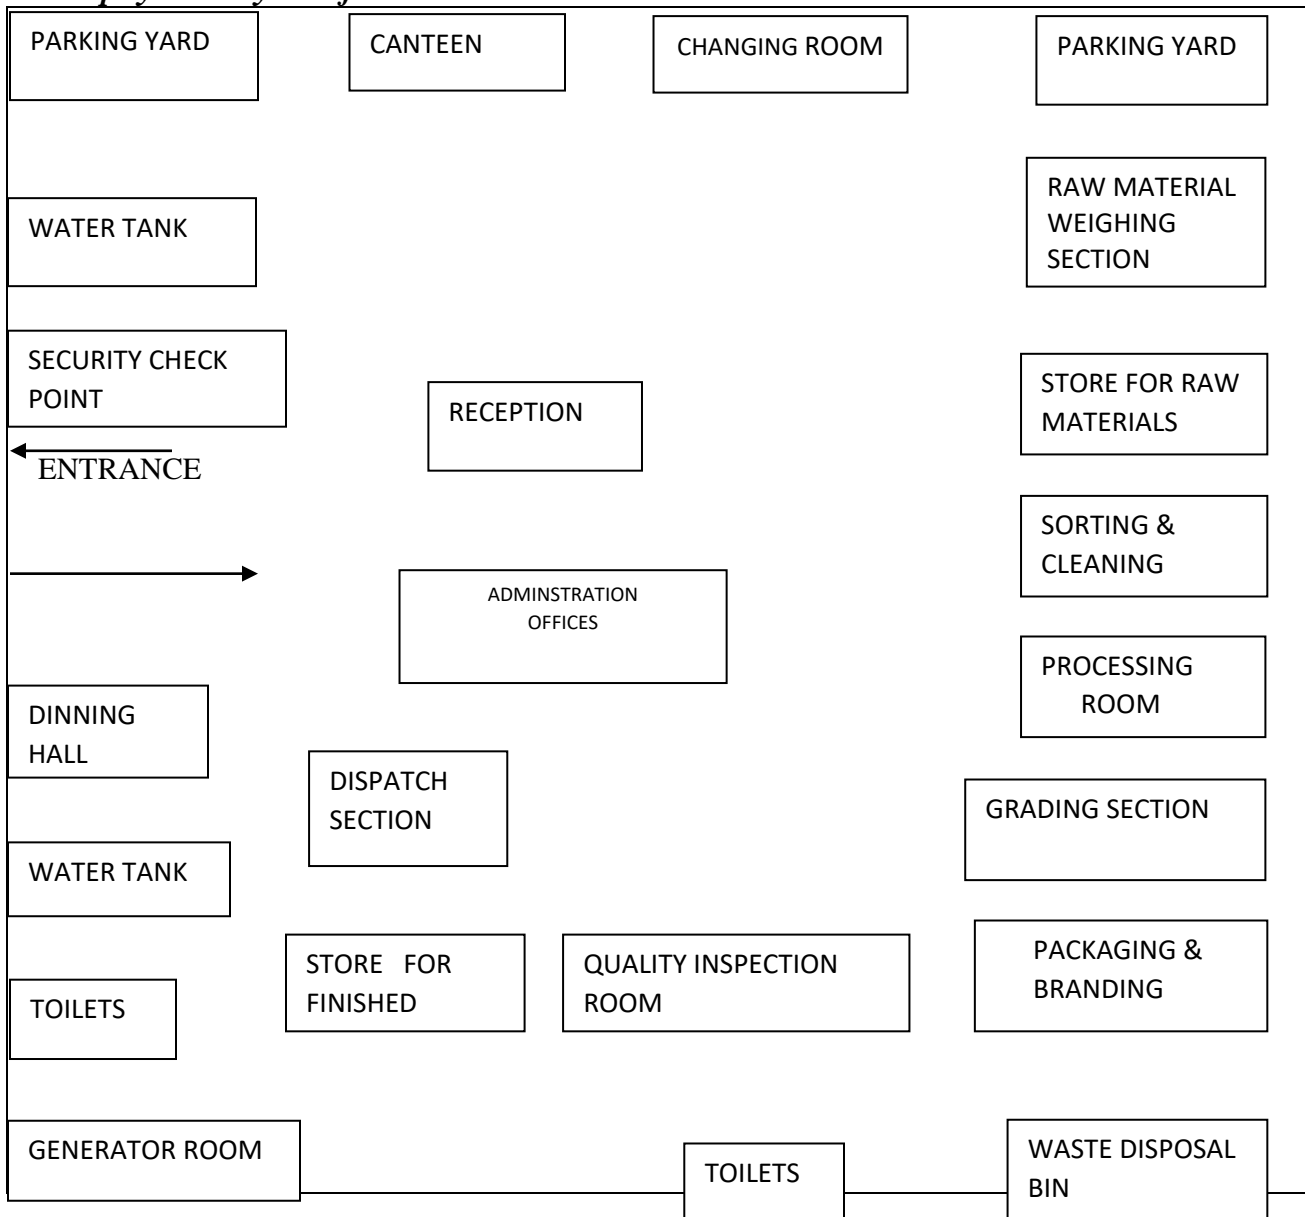 PARKING YARD
CANTEEN
CHANGING ROOM
PARKING YARD
RAW MATERIAL
WEIGHING
SECTION
WATER TANK
SECURITY CHECK
POINT
RECEPTION
STORE FOR RAW
MATERIALS
ENTRANCE
SORTING &
CLEANING
ADMINSTRATION
OFFICES
PROCESSING
ROOM
DINNING
HALL
DISPATCH
SECTION
GRADING SECTION
WATER TANK
STORE FOR
FINISHED
QUALITY INSPECTION
ROOM
PACKAGING &
BRANDING
TOILETS
GENERATOR ROOM
TOILETS
WASTE DISPOSAL
BIN